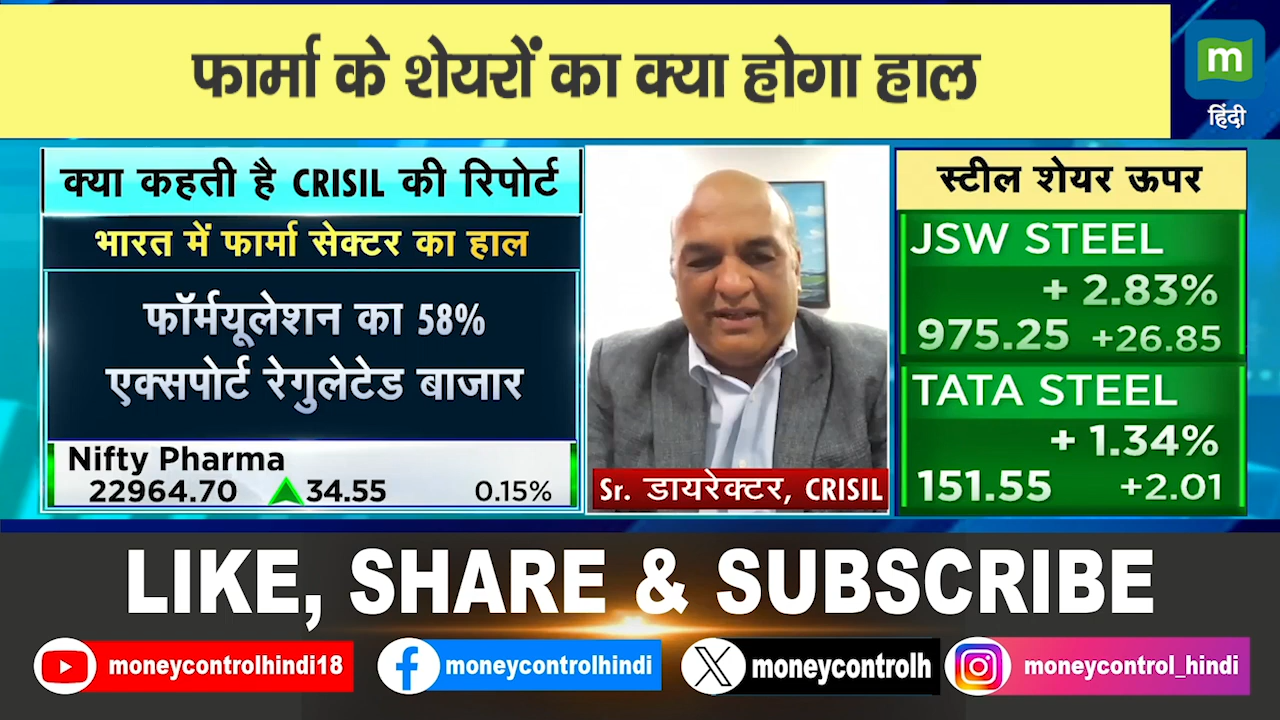 फार्मा के शेयरों का क्या होगा हाल
m
हिंदी
क्या कहती है CRISIL की रिपोर्ट
भारत में फार्मा सेक्टर का हाल
फॉर्मयूलेशन का 58%
एक्सपोर्ट रेगुलेटेड बाजार
Nifty Pharma
22964.70 34.55 0.15%
Sr. डायरेक्टर, CRISIL
स्टील शेयर ऊपर
JSW STEEL
+ 2.83%
975.25 +26.85
TATA STEEL
+ 1.34%
151.55 +2.01
LIKE, SHARE & SUBSCRIBE
moneycontrolhindi18
moneycontrolhindi
moneycontrolh
moneycontrol_hindi